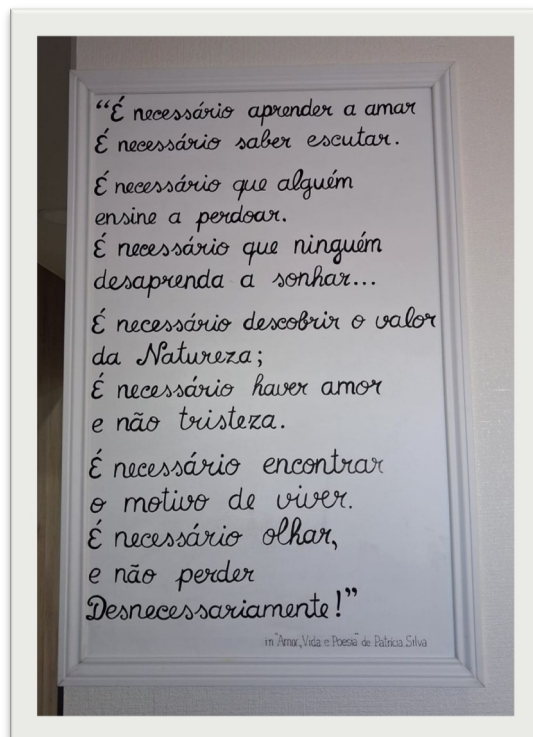 “É necessário aprender a amar
É necessário saber escutar.
É necessário que alguém
ensine a perdoar.
É necessário que ninguém
desaprenda a sonhar...
É necessário descobrir o valor
da Natureza;
É necessário haver amor
e não tristeza.
É necessário encontrar
o motivo de viver.
É necessário olhar,
e não perder
Desnecessariamente!”
in “Amor, Vida e Poesia” de Patrícia Silva